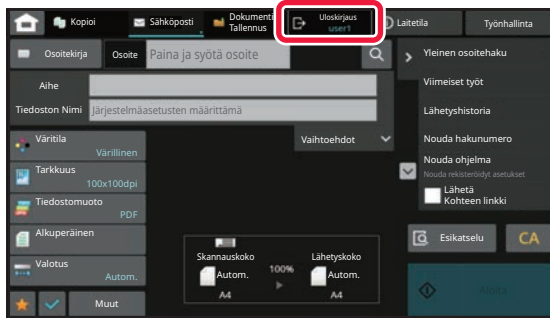 Kopioi
Sähköposti
Dokumenti
Tallennus
Uloskirjaus
user1
Laitetila
Työnhallinta
Osoitekirja
Osoite
Paina ja syötä osoite
Yleinen osoitehaku
Aihe
Viimeiset työt
Tiedoston Nimi
Järjestelmäasetusten määrittämä
Lähetyshistoria
Väritila
Värillinen
Vaihtoehdot
Nouda hakunumero
Tarkkuus
100x100dpi
Nouda ohjelma
Nouda rekisteröidyt asetukset
Lähetä
Kohteen linkki
Tiedostomuoto
PDF
Alkuperäinen
Esikatselu
CA
Skannauskoko
Autom.
A4
100%
Lähetyskoko
Autom.
A4
Valotus
Autom.
Muut
Aloita